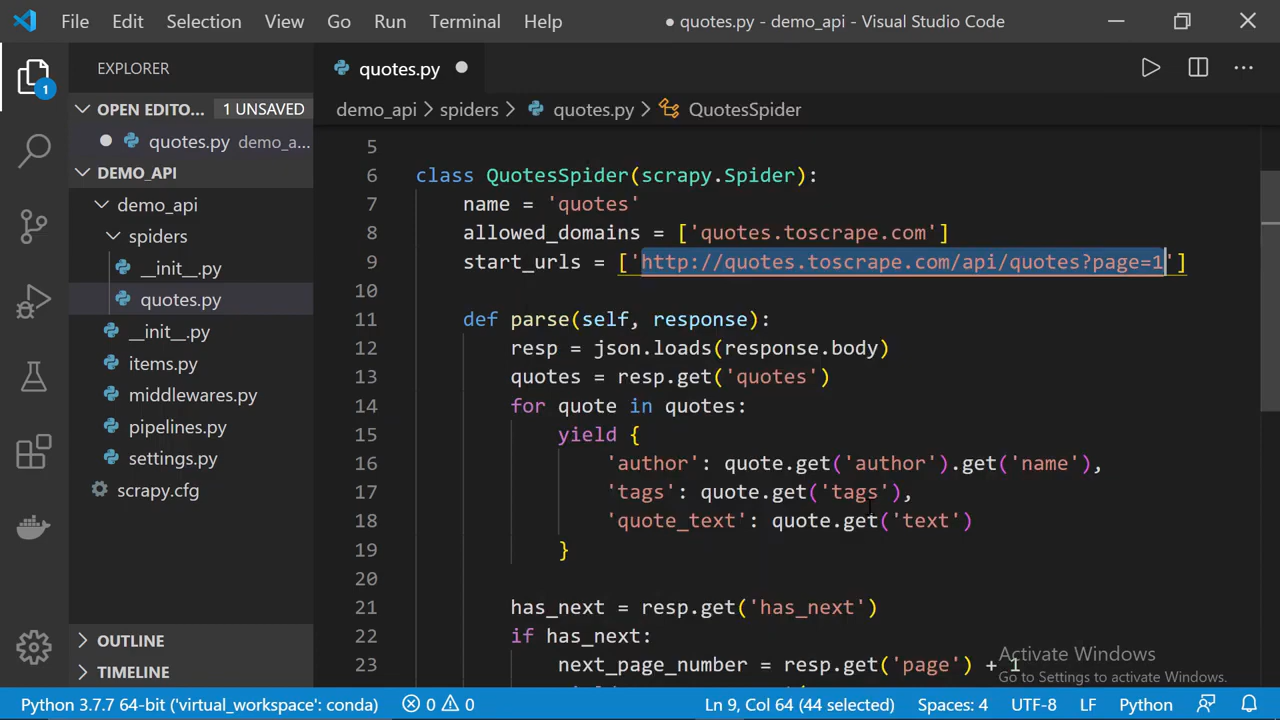 File Edit Selection View Go Run Terminal Help ● quotes.py - demo_api - Visual Studio Code
EXPLORER
quotes.py
OPEN EDITO... 1 UNSAVED
demo_api > spiders > quotes.py > QuotesSpider
quotes.py demo_a...
DEMO_API
demo_api
spiders
__init__.py
quotes.py
__init__.py
items.py
middlewares.py
pipelines.py
settings.py
scrapy.cfg
OUTLINE
TIMELINE
1
5
6 class QuotesSpider(scrapy.Spider):
7 name = 'quotes'
8 allowed_domains = ['quotes.toscrape.com']
9 start_urls = ['http://quotes.toscrape.com/api/quotes?page=1']
10
11 def parse(self, response):
12 resp = json.loads(response.body)
13 quotes = resp.get('quotes')
14 for quote in quotes:
15 yield {
16 'author': quote.get('author').get('name'),
17 'tags': quote.get('tags'),
18 'quote_text': quote.get('text')
19 }
20
21 has_next = resp.get('has_next')
22 if has_next:
23 next_page_number = resp.get('page') + 1
Activate Windows
Go to Settings to activate Windows.
Python 3.7.7 64-bit ('virtual_workspace': conda) 0 0 Ln 9, Col 64 (44 selected) Spaces: 4 UTF-8 LF Python